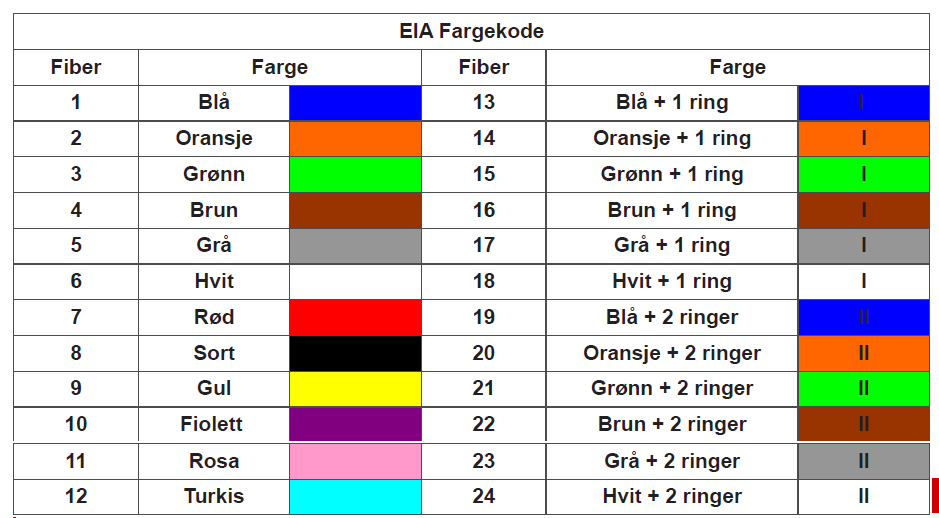 EIA Fargekode
Fiber Farge Fiber Farge
1 Blå 13 Blå + 1 ring I
2 Oransje 14 Oransje + 1 ring I
3 Grønn 15 Grønn + 1 ring I
4 Brun 16 Brun + 1 ring I
5 Grå 17 Grå + 1 ring I
6 Hvit 18 Hvit + 1 ring I
7 Rød 19 Blå + 2 ringer II
8 Sort 20 Oransje + 2 ringer II
9 Gul 21 Grønn + 2 ringer II
10 Fiolett 22 Brun + 2 ringer II
11 Rosa 23 Grå + 2 ringer II
12 Turkis 24 Hvit + 2 ringer II